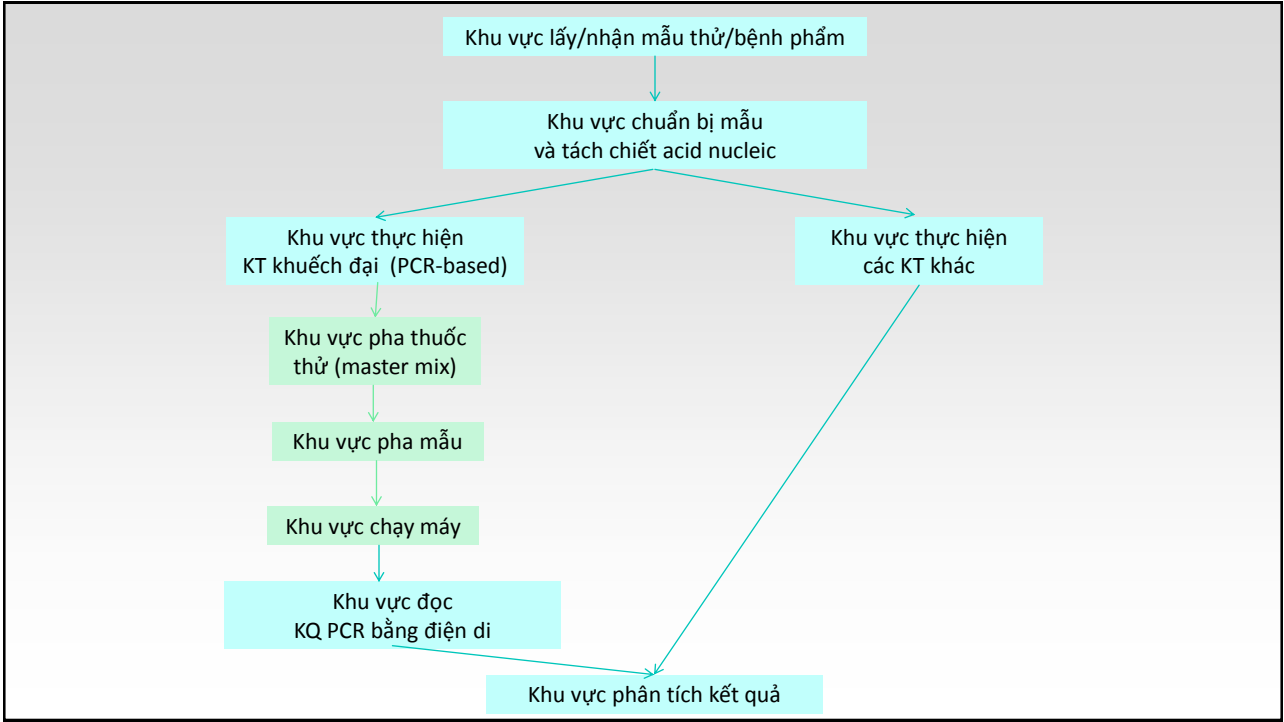 Khu vực lấy/nhận mẫu thử/bệnh phẩm
Khu vực chuẩn bị mẫu
và tách chiết acid nucleic
Khu vực thực hiện
KT khuếch đại (PCR-based)
Khu vực thực hiện
các KT khác
Khu vực pha thuốc
thử (master mix)
Khu vực pha mẫu
Khu vực chạy máy
Khu vực đọc
KQ PCR bằng điện di
Khu vực phân tích kết quả